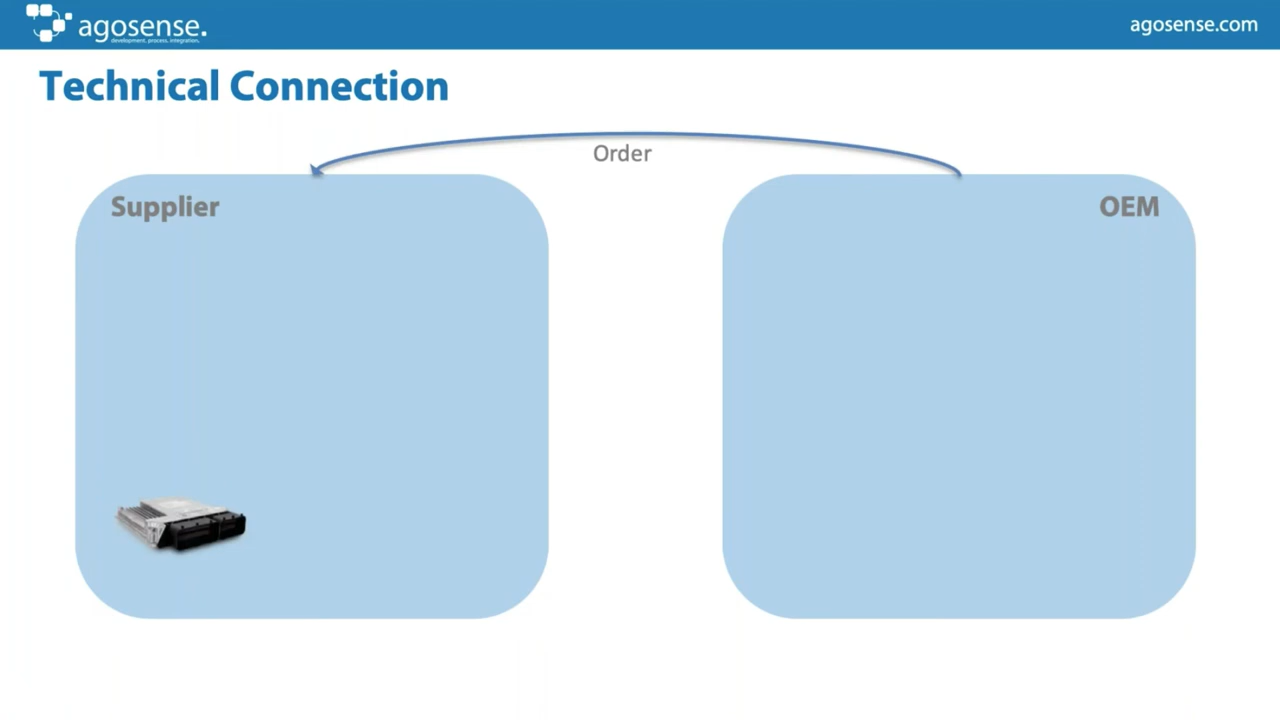 agosense.
development, process, integration.
agosense.com
Technical Connection
Order
Supplier
OEM